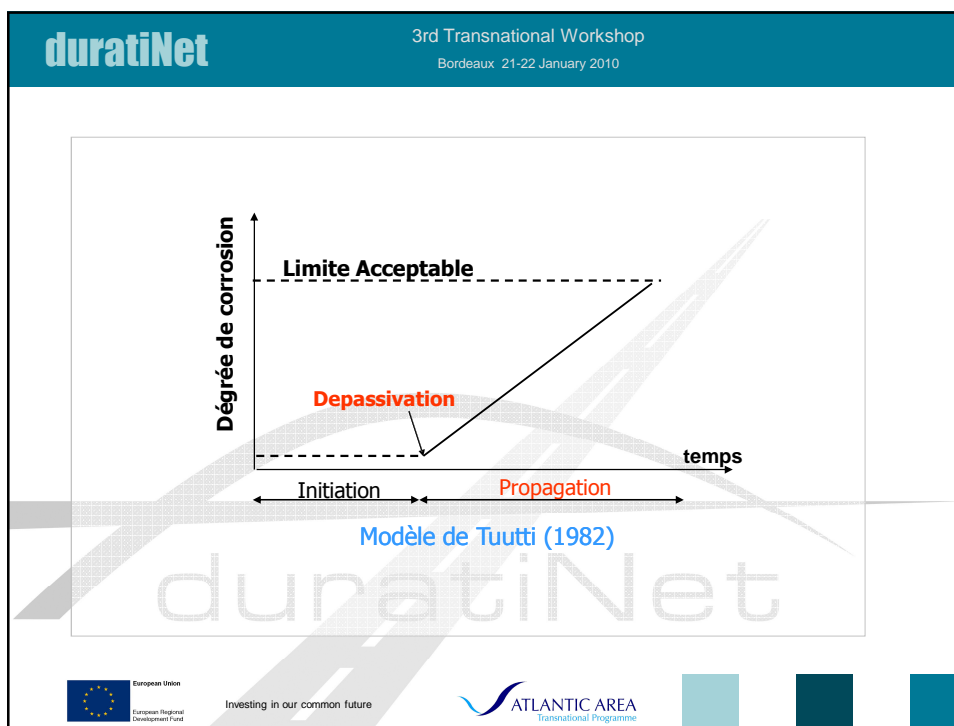 duratiNet
3rd Transnational Workshop
Bordeaux 21-22 January 2010
Dégrée de corrosion
Limite Acceptable
Depassivation
temps
Initiation
Propagation
Modèle de Tuutti (1982)
duratiNet
European Union
European Regional
Development Fund
Investing in our common future
ATLANTIC AREA
Transnational Programme